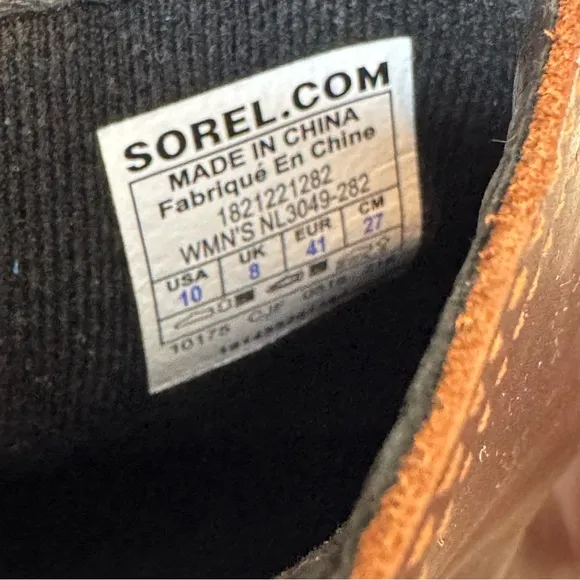 SOREL.COM
MADE IN CHINA
Fabriqué En Chine
1821221282
WMN'S NL3049-282
USA UK EUR CM
10 8 41 27
10175 CJF